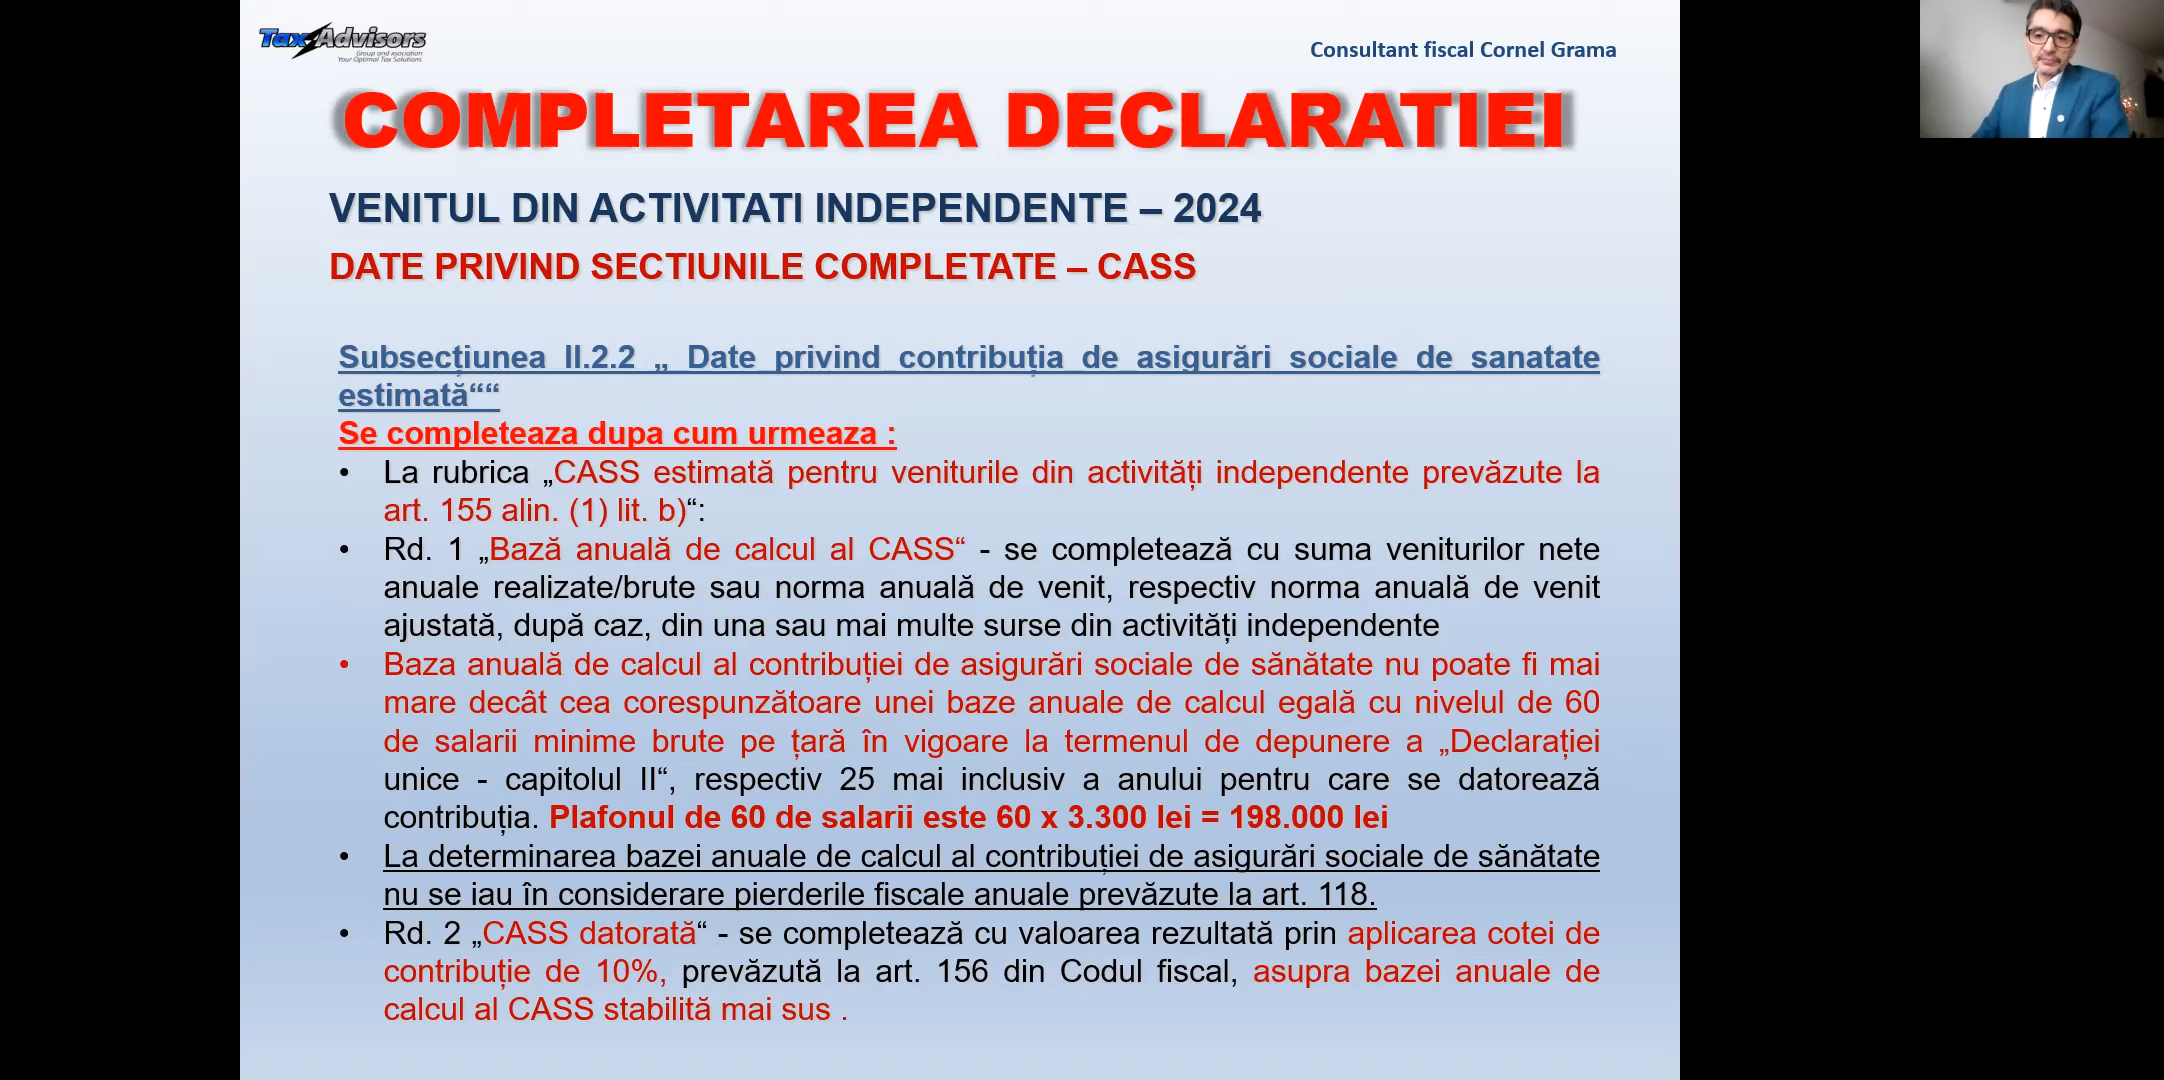 Tax Advisors
Group and asociation
Your Optimal Tax Solutions
Consultant fiscal Cornel Grama
COMPLETAREA DECLARATIEI
VENITUL DIN ACTIVITATI INDEPENDENTE – 2024
DATE PRIVIND SECTIUNILE COMPLETATE – CASS
Subsecțiunea II.2.2 „ Date privind contribuția de asigurări sociale de sanatate
estimată““
Se completeaza dupa cum urmeaza :
• La rubrica „CASS estimată pentru veniturile din activități independente prevăzute la
art. 155 alin. (1) lit. b)“:
• Rd. 1 „Bază anuală de calcul al CASS“ - se completează cu suma veniturilor nete
anuale realizate/brute sau norma anuală de venit, respectiv norma anuală de venit
ajustată, după caz, din una sau mai multe surse din activități independente
• Baza anuală de calcul al contribuției de asigurări sociale de sănătate nu poate fi mai
mare decât cea corespunzătoare unei baze anuale de calcul egală cu nivelul de 60
de salarii minime brute pe țară în vigoare la termenul de depunere a „Declarației
unice - capitolul II“, respectiv 25 mai inclusiv a anului pentru care se datorează
contribuția. Plafonul de 60 de salarii este 60 x 3.300 lei = 198.000 lei
• La determinarea bazei anuale de calcul al contribuției de asigurări sociale de sănătate
nu se iau în considerare pierderile fiscale anuale prevăzute la art. 118.
• Rd. 2 „CASS datorată“ - se completează cu valoarea rezultată prin aplicarea cotei de
contribuție de 10%, prevăzută la art. 156 din Codul fiscal, asupra bazei anuale de
calcul al CASS stabilită mai sus .